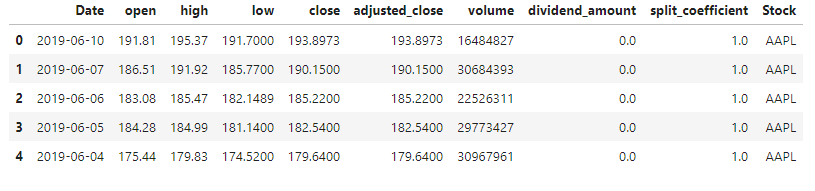 Date open high low close adjusted_close volume dividend_amount split_coefficient Stock
0 2019-06-10 191.81 195.37 191.7000 193.8973 193.8973 16484827 0.0 1.0 AAPL
1 2019-06-07 186.51 191.92 185.7700 190.1500 190.1500 30684393 0.0 1.0 AAPL
2 2019-06-06 183.08 185.47 182.1489 185.2200 185.2200 22526311 0.0 1.0 AAPL
3 2019-06-05 184.28 184.99 181.1400 182.5400 182.5400 29773427 0.0 1.0 AAPL
4 2019-06-04 175.44 179.83 174.5200 179.6400 179.6400 30967961 0.0 1.0 AAPL